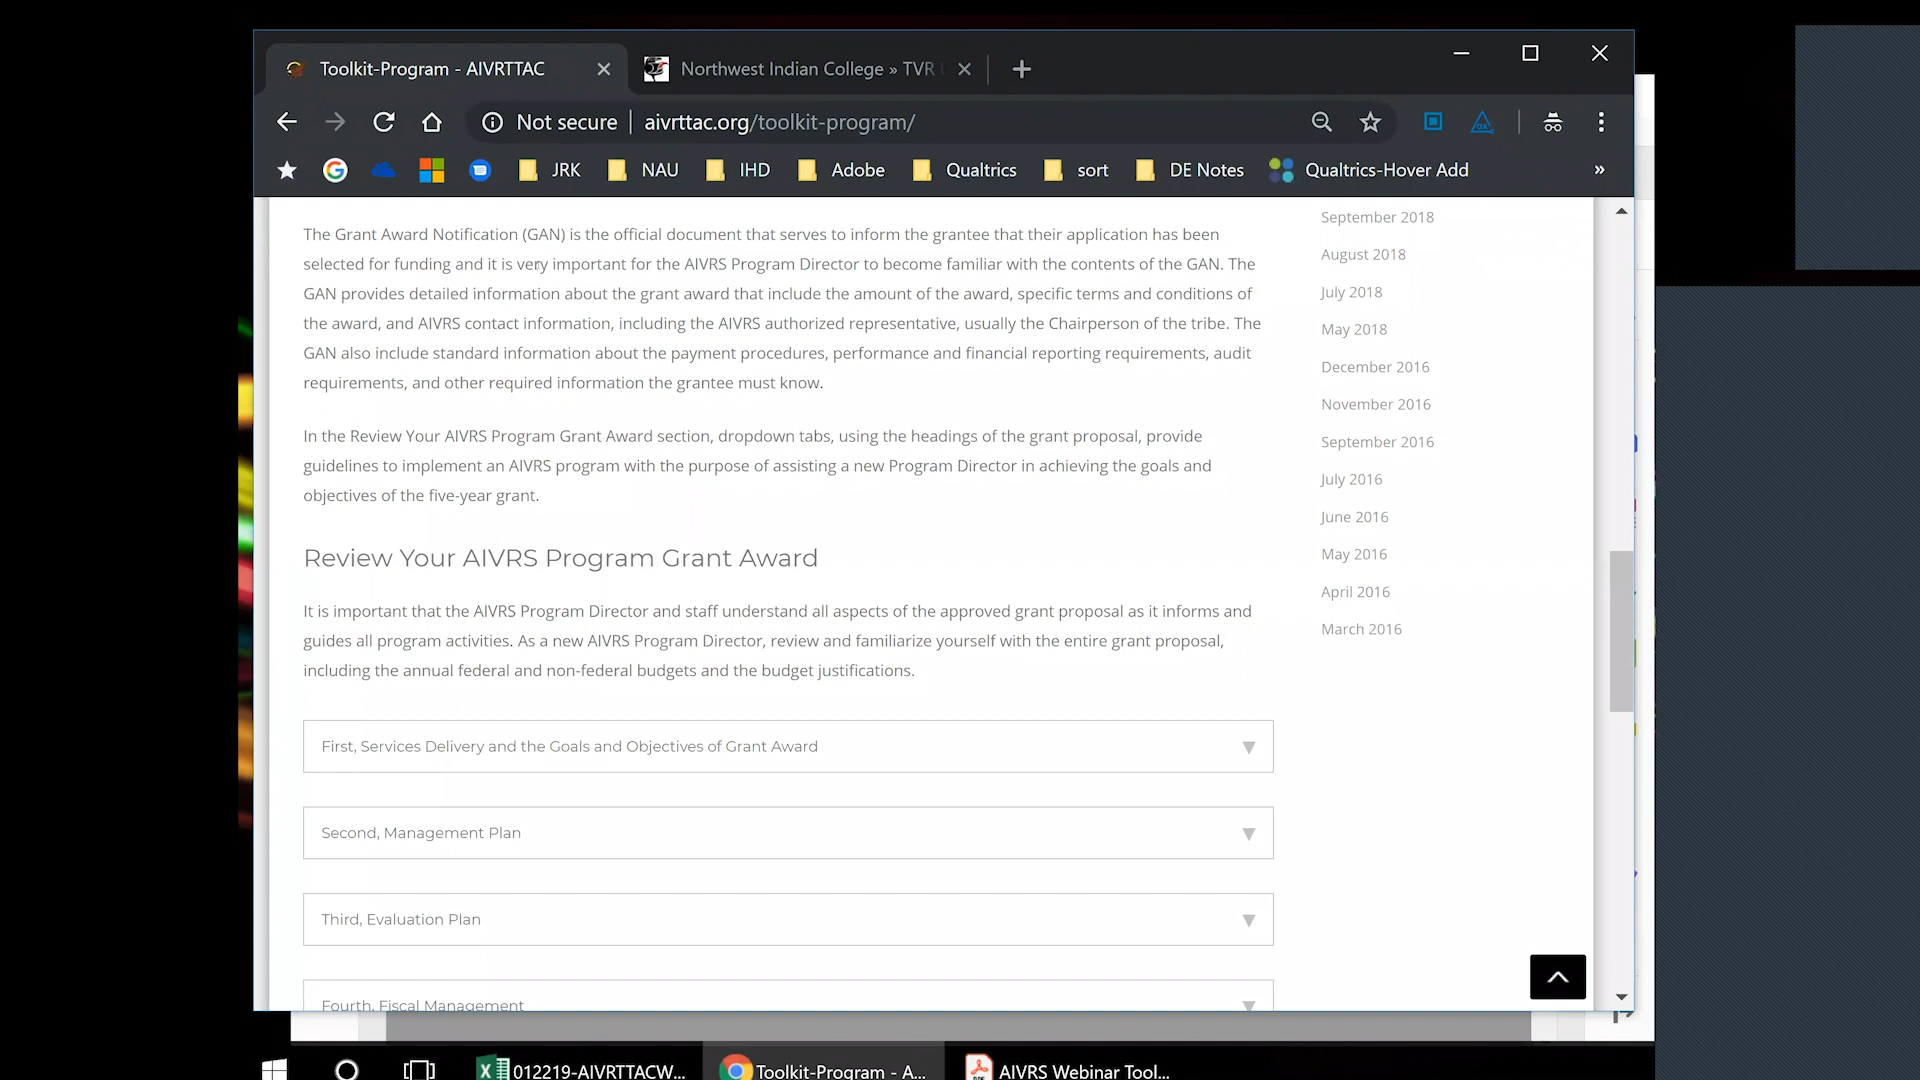 Toolkit-Program - AIVRTTAC
Northwest Indian College » TVR
Not secure
aivrttac.org/toolkit-program/
JRK
NAU
IHD
Adobe
Qualtrics
sort
DE Notes
Qualtrics-Hover Add
»
The Grant Award Notification (GAN) is the official document that serves to inform the grantee that their application has been
selected for funding and it is very important for the AIVRS Program Director to become familiar with the contents of the GAN. The
GAN provides detailed information about the grant award that include the amount of the award, specific terms and conditions of
the award, and AIVRS contact information, including the AIVRS authorized representative, usually the Chairperson of the tribe. The
GAN also include standard information about the payment procedures, performance and financial reporting requirements, audit
requirements, and other required information the grantee must know.
In the Review Your AIVRS Program Grant Award section, dropdown tabs, using the headings of the grant proposal, provide
guidelines to implement an AIVRS program with the purpose of assisting a new Program Director in achieving the goals and
objectives of the five-year grant.
Review Your AIVRS Program Grant Award
It is important that the AIVRS Program Director and staff understand all aspects of the approved grant proposal as it informs and
guides all program activities. As a new AIVRS Program Director, review and familiarize yourself with the entire grant proposal,
including the annual federal and non-federal budgets and the budget justifications.
First, Services Delivery and the Goals and Objectives of Grant Award
Second, Management Plan
Third, Evaluation Plan
Fourth, Fiscal Management
September 2018
August 2018
July 2018
May 2018
December 2016
November 2016
September 2016
July 2016
June 2016
May 2016
April 2016
March 2016
012219-AIVRTTACW...
Toolkit-Program - A...
AIVRS Webinar Tool...